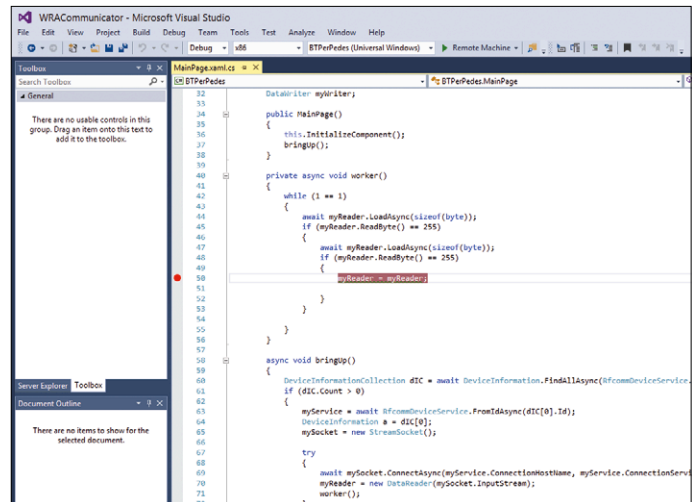 WRACommunicator - Microsoft Visual Studio
File Edit View Project Build Debug Team Tools Test Analyze Window Help
Debug x86 BTPerPedes (Universal Windows) Remote Machine
Toolbox
Search Toolbox
General
There are no usable controls in this
group. Drag an item onto this text to
add it to the toolbox.
Server Explorer Toolbox
Document Outline
There are no items to show for the
selected document.
MainPage.xaml.cs
BTPerPedes BTPerPedes.MainPage
32 DataWriter myWriter;
33
34 public MainPage()
35 {
36 this.InitializeComponent();
37 bringUp();
38 }
39
40 private async void worker()
41 {
42 while (1 == 1)
43 {
44 await myReader.LoadAsync(sizeof(byte));
45 if (myReader.ReadByte() == 255)
46 {
47 await myReader.LoadAsync(sizeof(byte));
48 if (myReader.ReadByte() == 255)
49 {
50 myReader = myReader;
51
52 }
53 }
54
55 }
56 }
57
58 async void bringUp()
59 {
60 DeviceInformationCollection dIC = await DeviceInformation.FindAllAsync(RfcommDeviceService.
61 if (dIC.Count > 0)
62 {
63 myService = await RfcommDeviceService.FromIdAsync(dIC[0].Id);
64 DeviceInformation a = dIC[0];
65 mySocket = new StreamSocket();
66
67 try
68 {
69 await mySocket.ConnectAsync(myService.ConnectionHostName, myService.ConnectionServi
70 myReader = new DataReader(mySocket.InputStream);
71 worker();